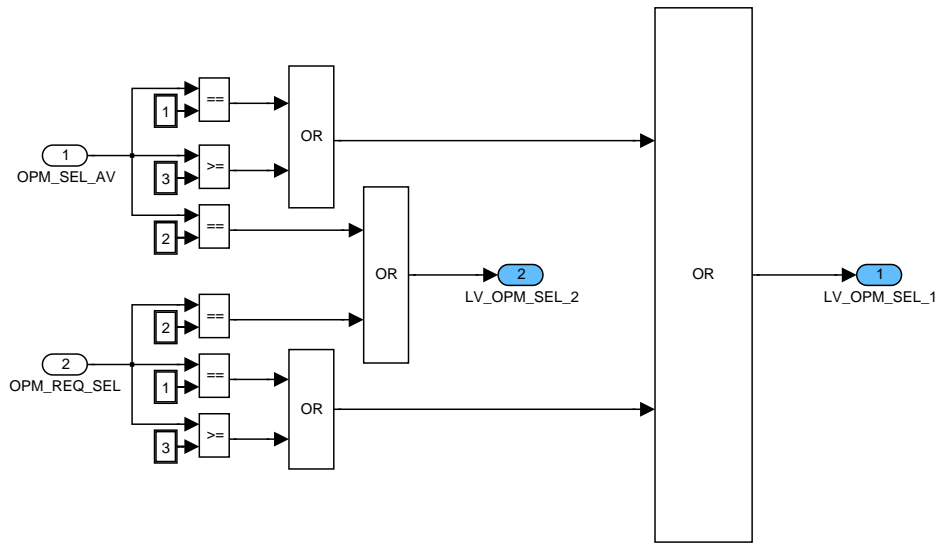 ==
1
OR
1
OPM_SEL_AV
>=
3
==
2
OR
2
LV_OPM_SEL_2
OR
1
LV_OPM_SEL_1
==
2
2
OPM_REQ_SEL
==
1
OR
>=
3